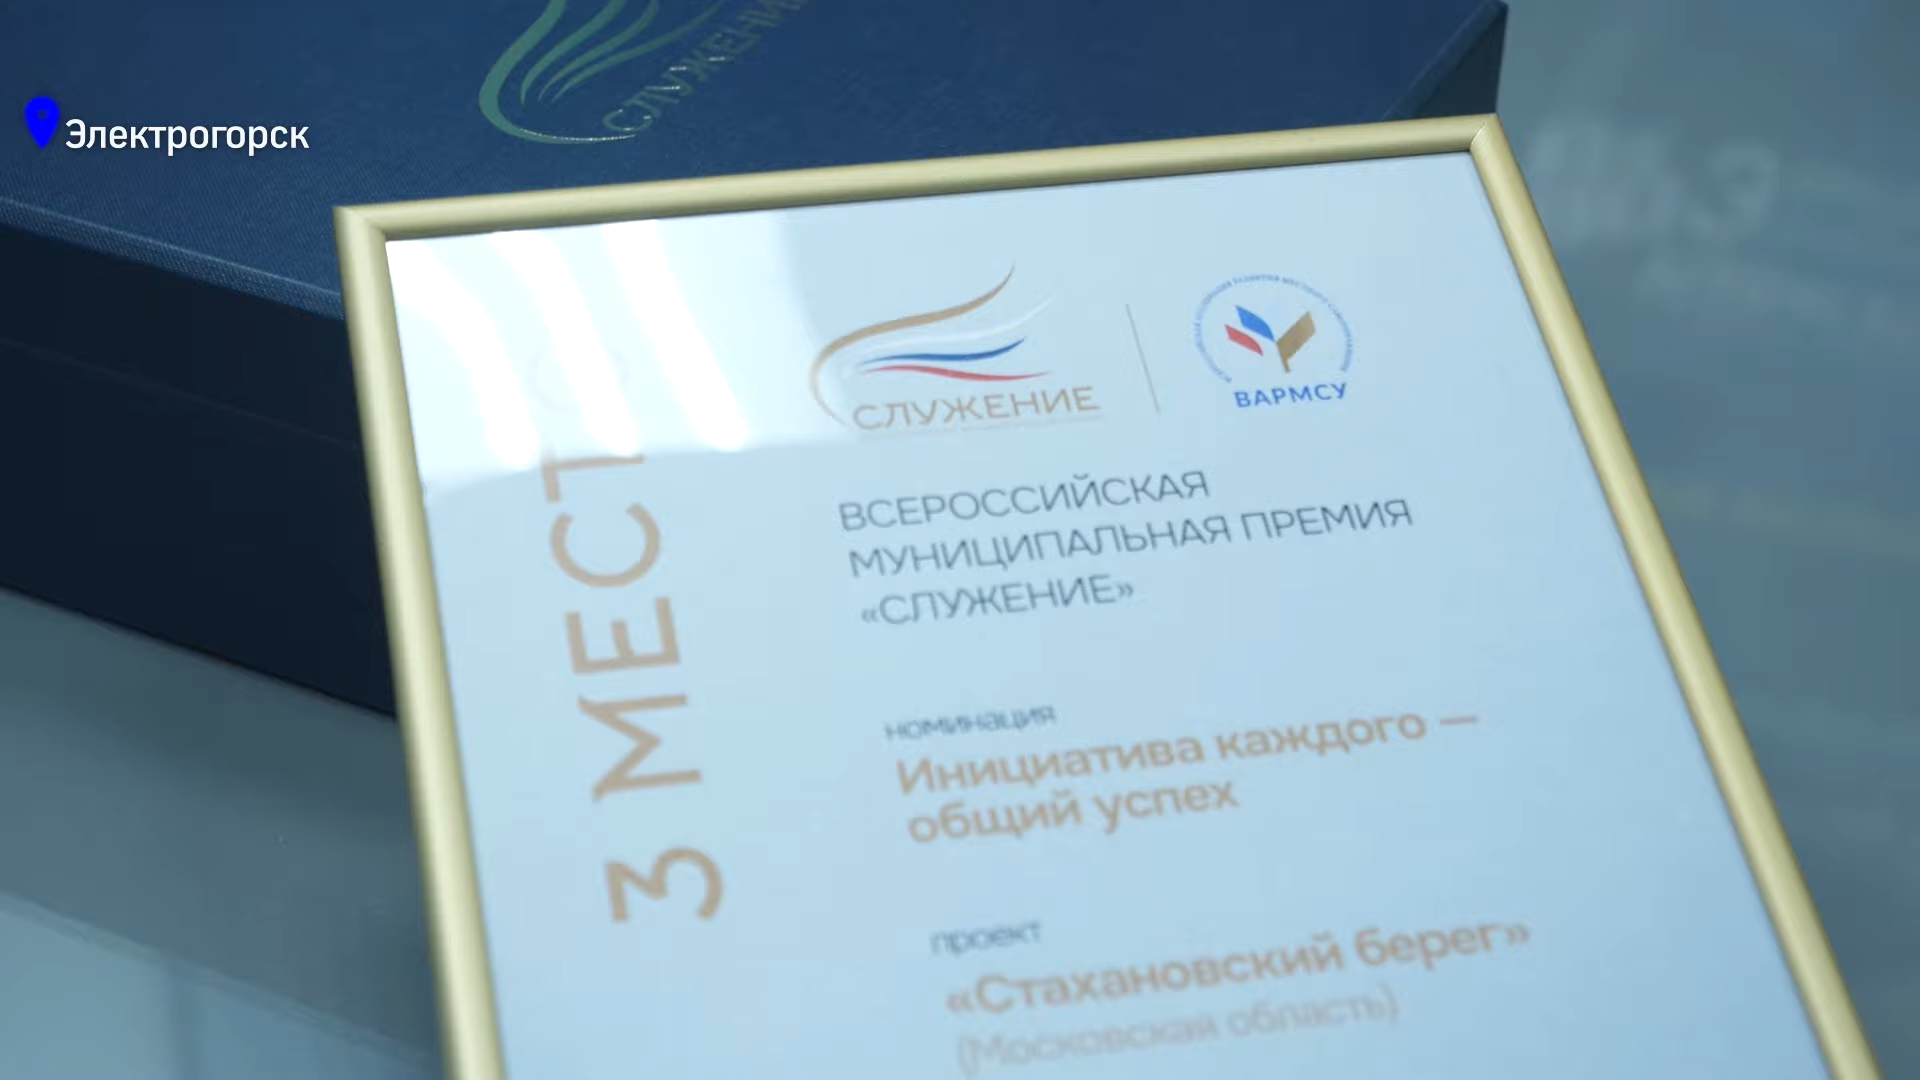 СЛУЖЕНИЕ
Электрогорск
СЛУЖЕНИЕ
ВАРМСУ
3 МЕСТО
ВСЕРОССИЙСКАЯ
МУНИЦИПАЛЬНАЯ ПРЕМИЯ
«СЛУЖЕНИЕ»
номинация
Инициатива каждого —
общий успех
проект
«Стахановский берег»
(Московская область)